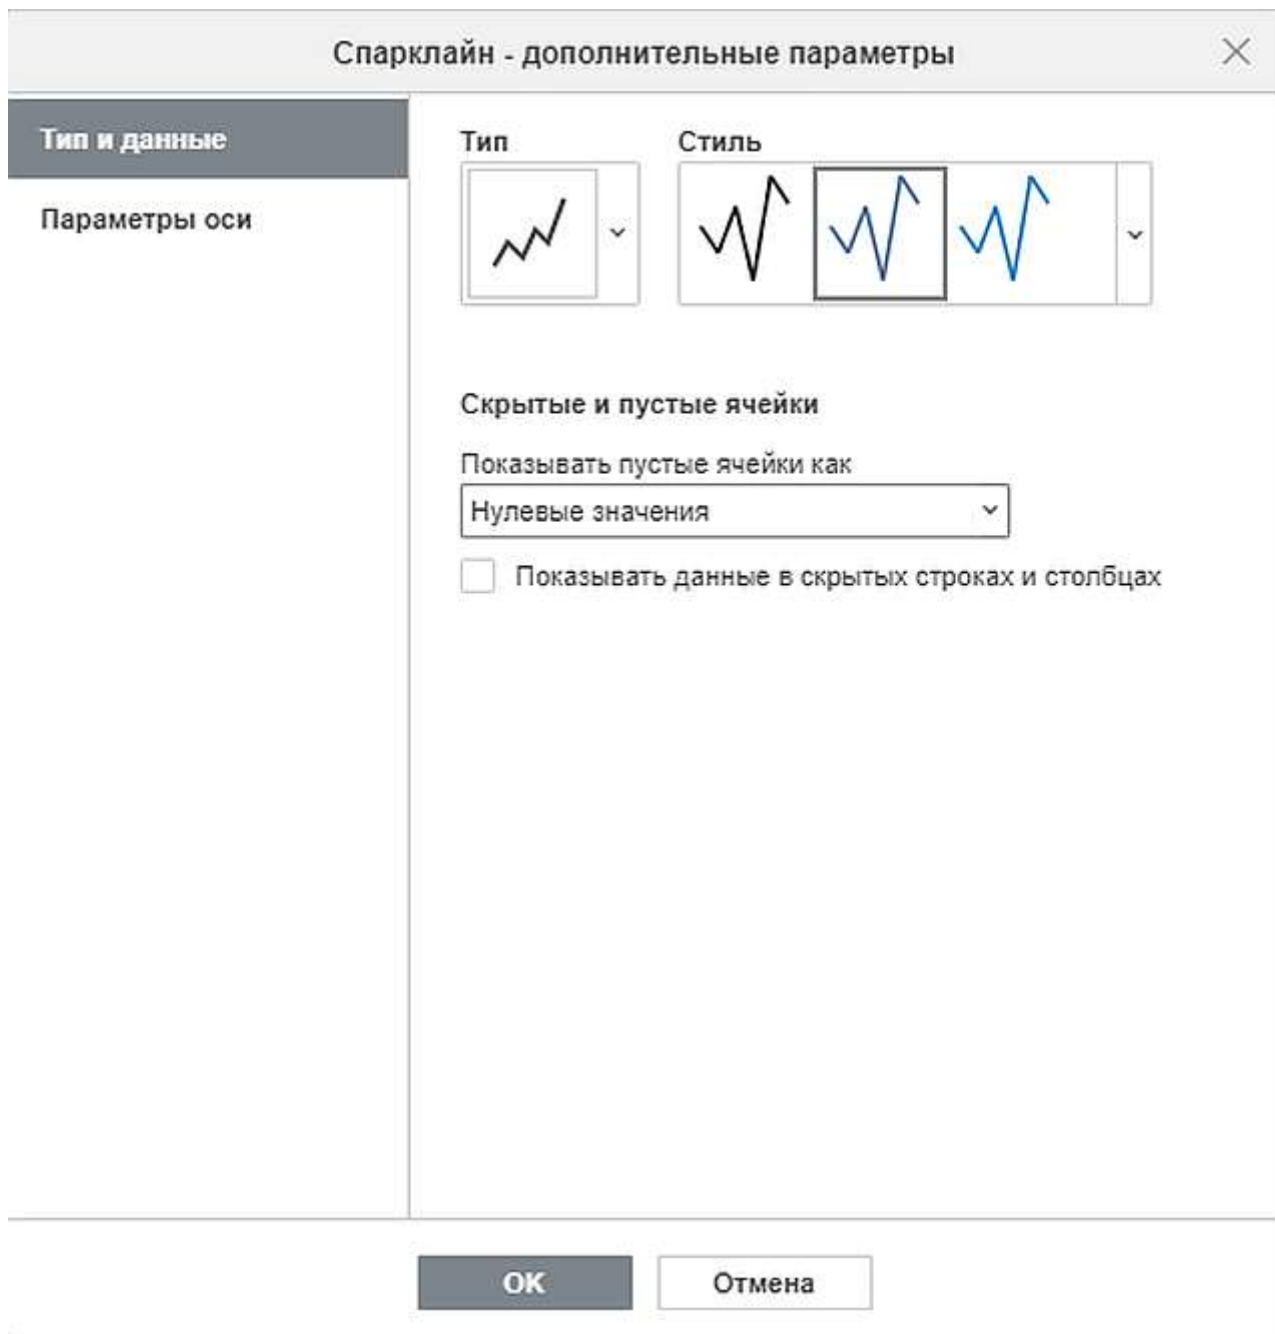 Спарклайн - дополнительные параметры
Тип и данные
Параметры оси
Тип
Стиль
Скрытые и пустые ячейки
Показывать пустые ячейки как
Нулевые значения
Показывать данные в скрытых строках и столбцах
OK
Отмена